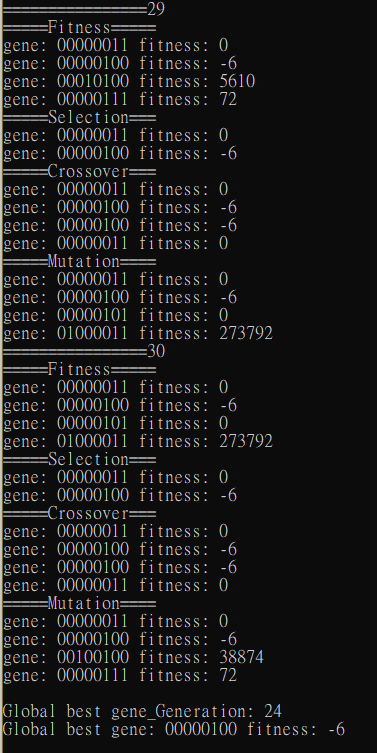 ================29
=====Fitness=====
gene: 00000011 fitness: 0
gene: 00000100 fitness: -6
gene: 00010100 fitness: 5610
gene: 00000111 fitness: 72
=====Selection===
gene: 00000011 fitness: 0
gene: 00000100 fitness: -6
=====Crossover===
gene: 00000011 fitness: 0
gene: 00000100 fitness: -6
gene: 00000100 fitness: -6
gene: 00000011 fitness: 0
=====Mutation====
gene: 00000011 fitness: 0
gene: 00000100 fitness: -6
gene: 00000101 fitness: 0
gene: 01000011 fitness: 273792
================30
=====Fitness=====
gene: 00000011 fitness: 0
gene: 00000100 fitness: -6
gene: 00000101 fitness: 0
gene: 01000011 fitness: 273792
=====Selection===
gene: 00000011 fitness: 0
gene: 00000100 fitness: -6
=====Crossover===
gene: 00000011 fitness: 0
gene: 00000100 fitness: -6
gene: 00000100 fitness: -6
gene: 00000011 fitness: 0
=====Mutation====
gene: 00000011 fitness: 0
gene: 00000100 fitness: -6
gene: 00100100 fitness: 38874
gene: 00000111 fitness: 72
Global best gene_Generation: 24
Global best gene: 00000100 fitness: -6